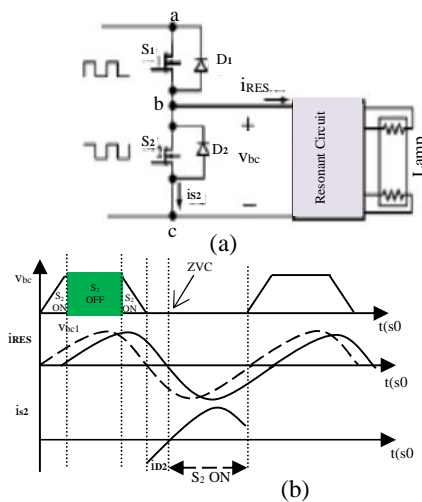 a
S1
D1
iRES
b
+
S2
D2
vbc
Resonant Circuit
Lamp
is2
−
c
(a)
vbc
S2
ON
S2
OFF
S2
ON
ZVC
t(s0
vbc1
iRES
t(s0
is2
t(s0
iD2
S2 ON
(b)